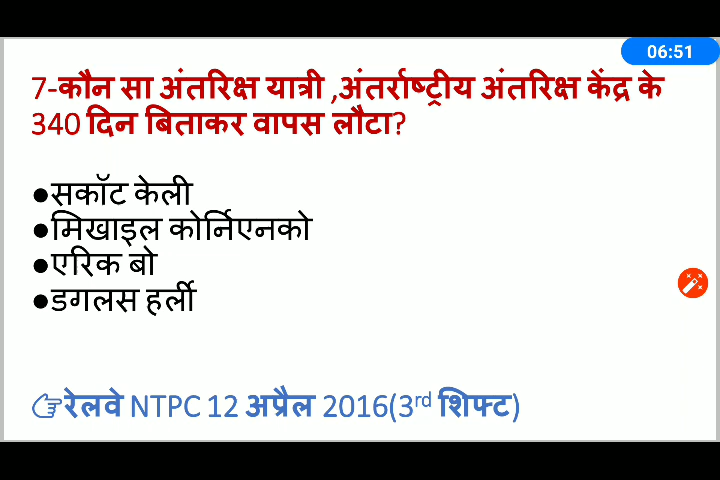 06:51
7-कौन सा अंतरिक्ष यात्री ,अंतर्राष्ट्रीय अंतरिक्ष केंद्र के
340 दिन बिताकर वापस लौटा?
●सकॉट केली
●मिखाइल कोर्निएनको
●एरिक बो
●डगलस हर्ली
👉रेलवे NTPC 12 अप्रैल 2016(3rd शिफ्ट)